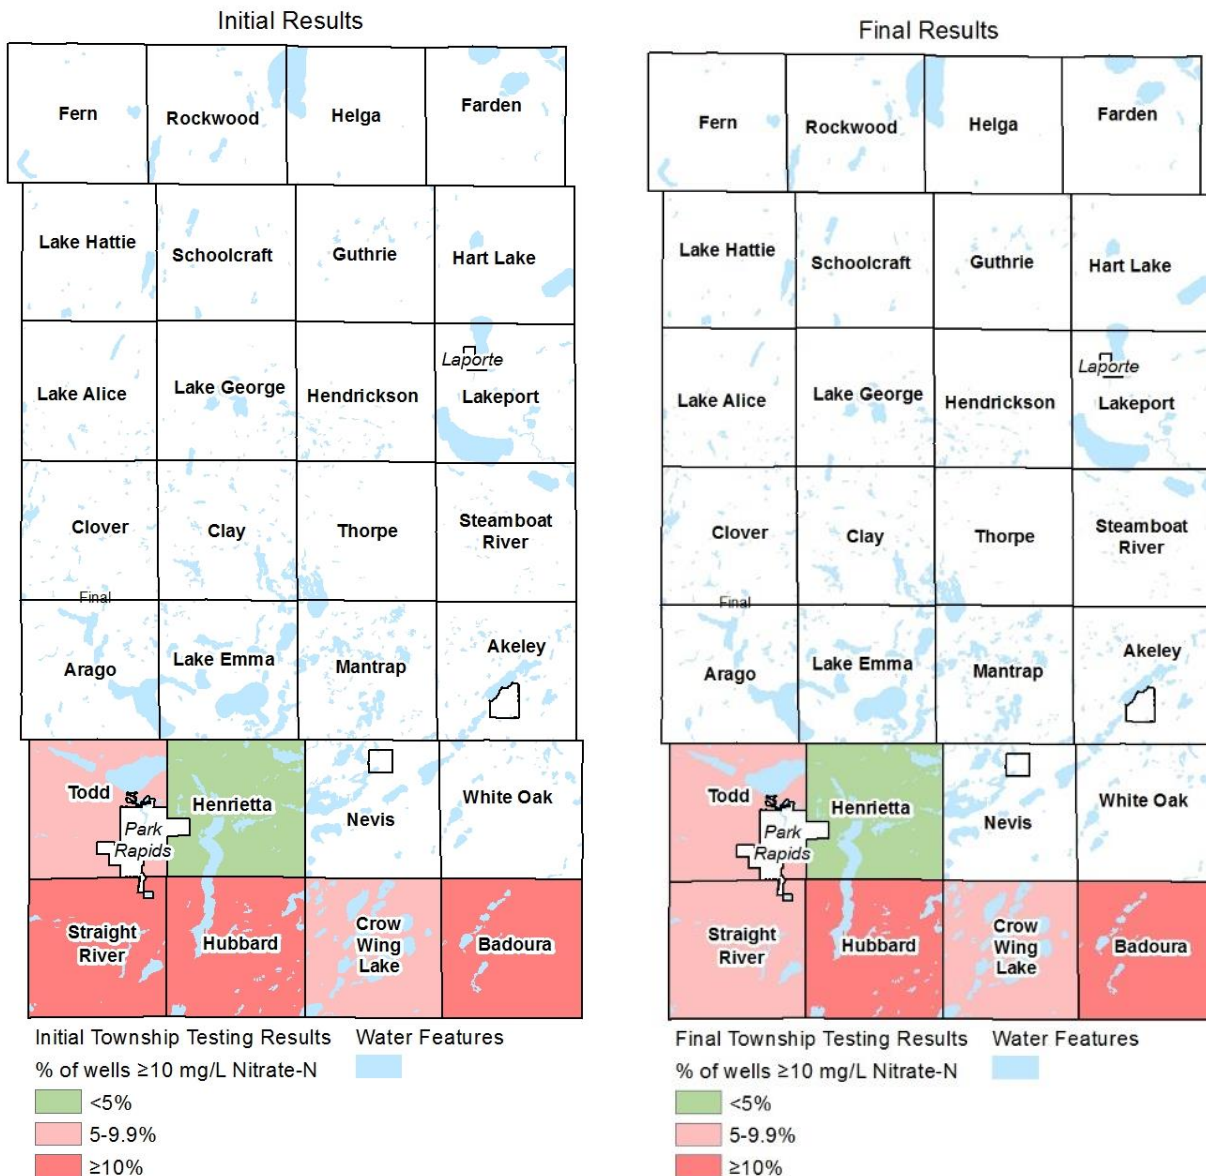 Initial Results
Fern
Rockwood
Helga
Farden
Lake Hattie
Schoolcraft
Guthrie
Hart Lake
Laporte
Lake Alice
Lake George
Hendrickson
Lakeport
Clover
Clay
Thorpe
Steamboat
River
Final
Arago
Lake Emma
Mantrap
Akeley
Todd
Henrietta
Nevis
White Oak
Park
Rapids
Straight
River
Hubbard
Crow
Wing
Lake
Badoura
Initial Township Testing Results
Water Features
% of wells ≥10 mg/L Nitrate-N
<5%
5-9.9%
≥10%
Final Results
Fern
Rockwood
Helga
Farden
Lake Hattie
Schoolcraft
Guthrie
Hart Lake
Laporte
Lake Alice
Lake George
Hendrickson
Lakeport
Clover
Clay
Thorpe
Steamboat
River
Final
Arago
Lake Emma
Mantrap
Akeley
Todd
Henrietta
Nevis
White Oak
Park
Rapids
Straight
River
Hubbard
Crow
Wing
Lake
Badoura
Final Township Testing Results
Water Features
% of wells ≥10 mg/L Nitrate-N
<5%
5-9.9%
≥10%